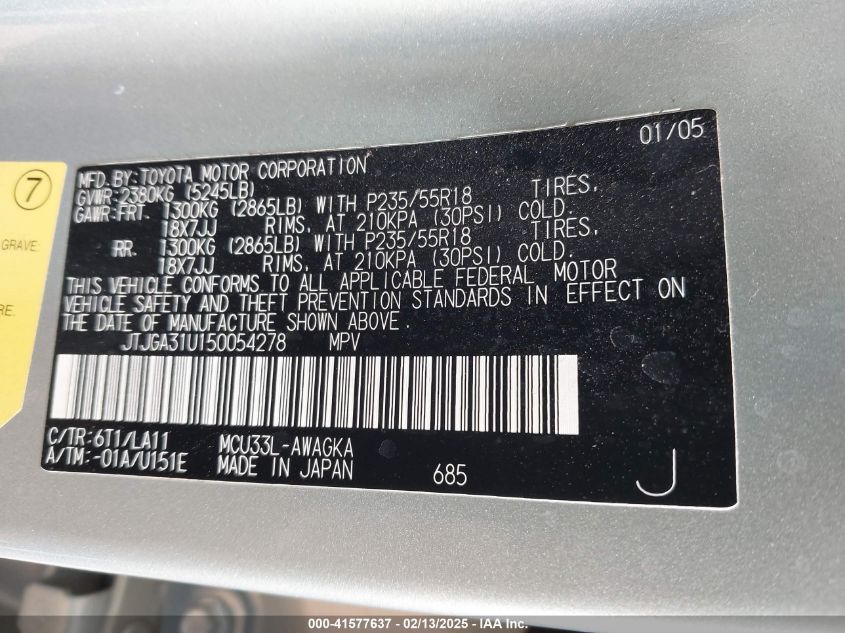 01/05
MFD. BY: TOYOTA MOTOR CORPORATION
GVWR: 2380KG (5245LB)
GAWR: FRT. 1300KG (2865LB) WITH P235/55R18 TIRES,
18X7JJ RIMS, AT 210KPA (30PSI) COLD.
RR. 1300KG (2865LB) WITH P235/55R18 TIRES,
18X7JJ RIMS, AT 210KPA (30PSI) COLD.
THIS VEHICLE CONFORMS TO ALL APPLICABLE FEDERAL MOTOR
VEHICLE SAFETY AND THEFT PREVENTION STANDARDS IN EFFECT ON
THE DATE OF MANUFACTURE SHOWN ABOVE.
JTJGA31U150054278 MPV
C/TR: 6T1/LA11 MCU33L-AWAGKA
A/TM: -01A/U151E MADE IN JAPAN 685
J
7
GRAVE.
RE.
000-41577637 - 02/13/2025 - IAA Inc.